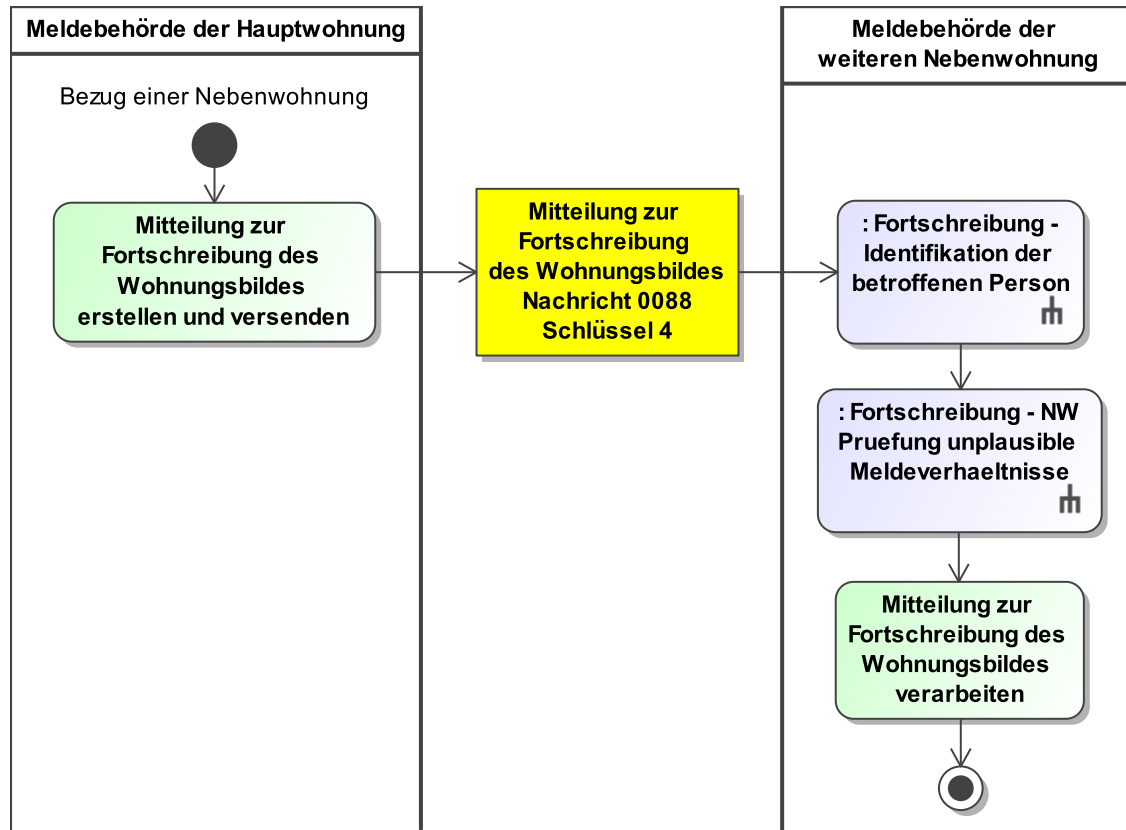 Meldebehörde der Hauptwohnung
Bezug einer Nebenwohnung
Mitteilung zur
Fortschreibung des
Wohnungsbildes
erstellen und versenden
Mitteilung zur
Fortschreibung
des Wohnungsbildes
Nachricht 0088
Schlüssel 4
Meldebehörde der
weiteren Nebenwohnung
: Fortschreibung -
Identifikation der
betroffenen Person
: Fortschreibung - NW
Pruefung unplausible
Meldeverhaeltnisse
Mitteilung zur
Fortschreibung des
Wohnungsbildes
verarbeiten